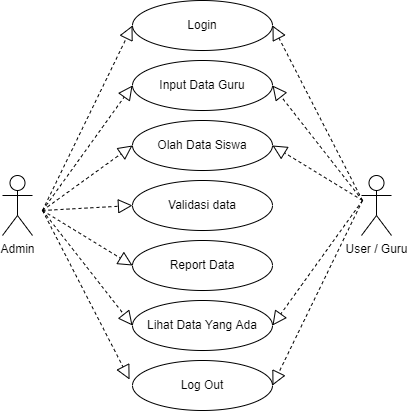 Login
Input Data Guru
Olah Data Siswa
Validasi data
Admin
User / Guru
Report Data
Lihat Data Yang Ada
Log Out